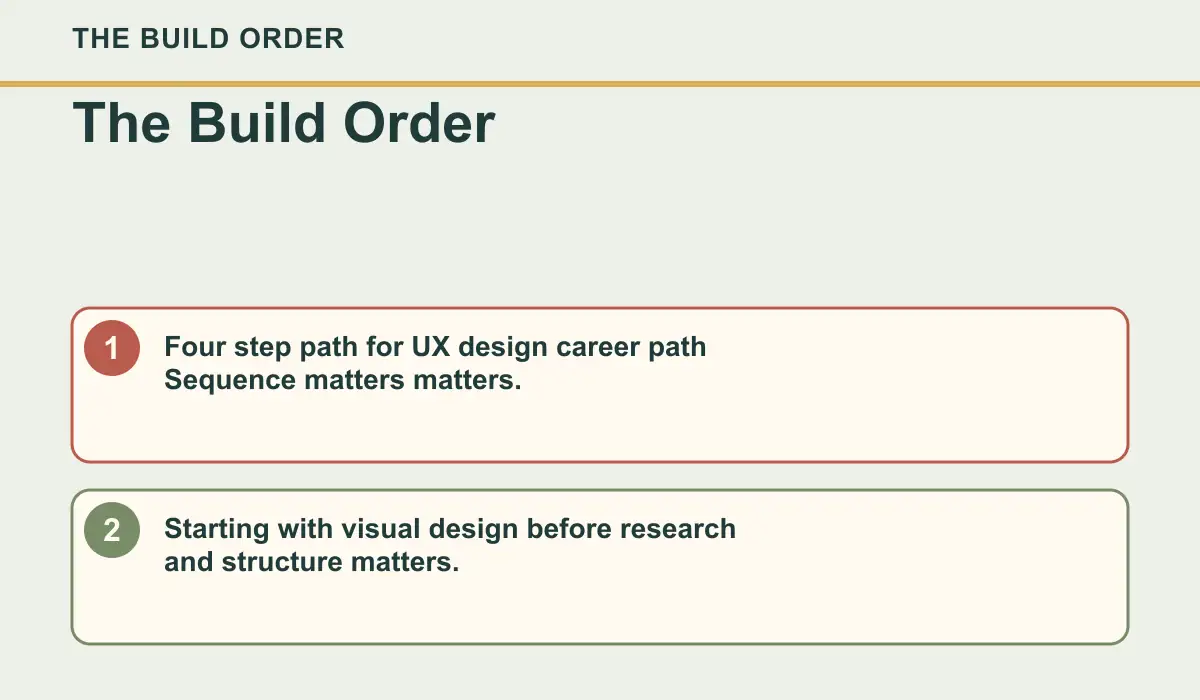 THE BUILD ORDER
The Build Order
1
Four step path for UX design career path
Sequence matters matters.
2
Starting with visual design before research
and structure matters.